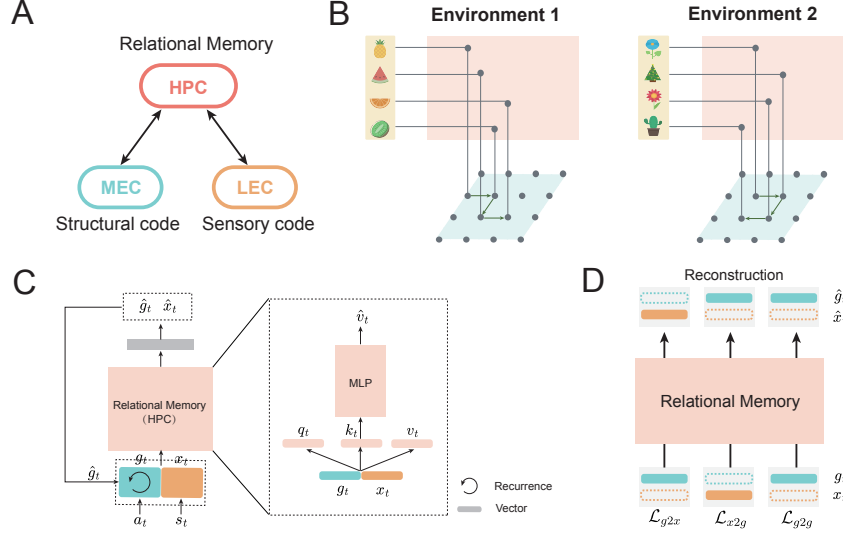 A
Relational Memory
HPC
MEC
LEC
Structural code
Sensory code
B
Environment 1
Environment 2
C
ĝₜ x̂ₜ
Relational Memory
(HPC)
gₜ xₜ
ĝₜ
aₜ sₜ
v̂ₜ
MLP
qₜ kₜ vₜ
gₜ xₜ
Recurrence
Vector
D
Reconstruction
ĝ
x̂
Relational Memory
g
x
ℒg2x ℒx2g ℒg2g